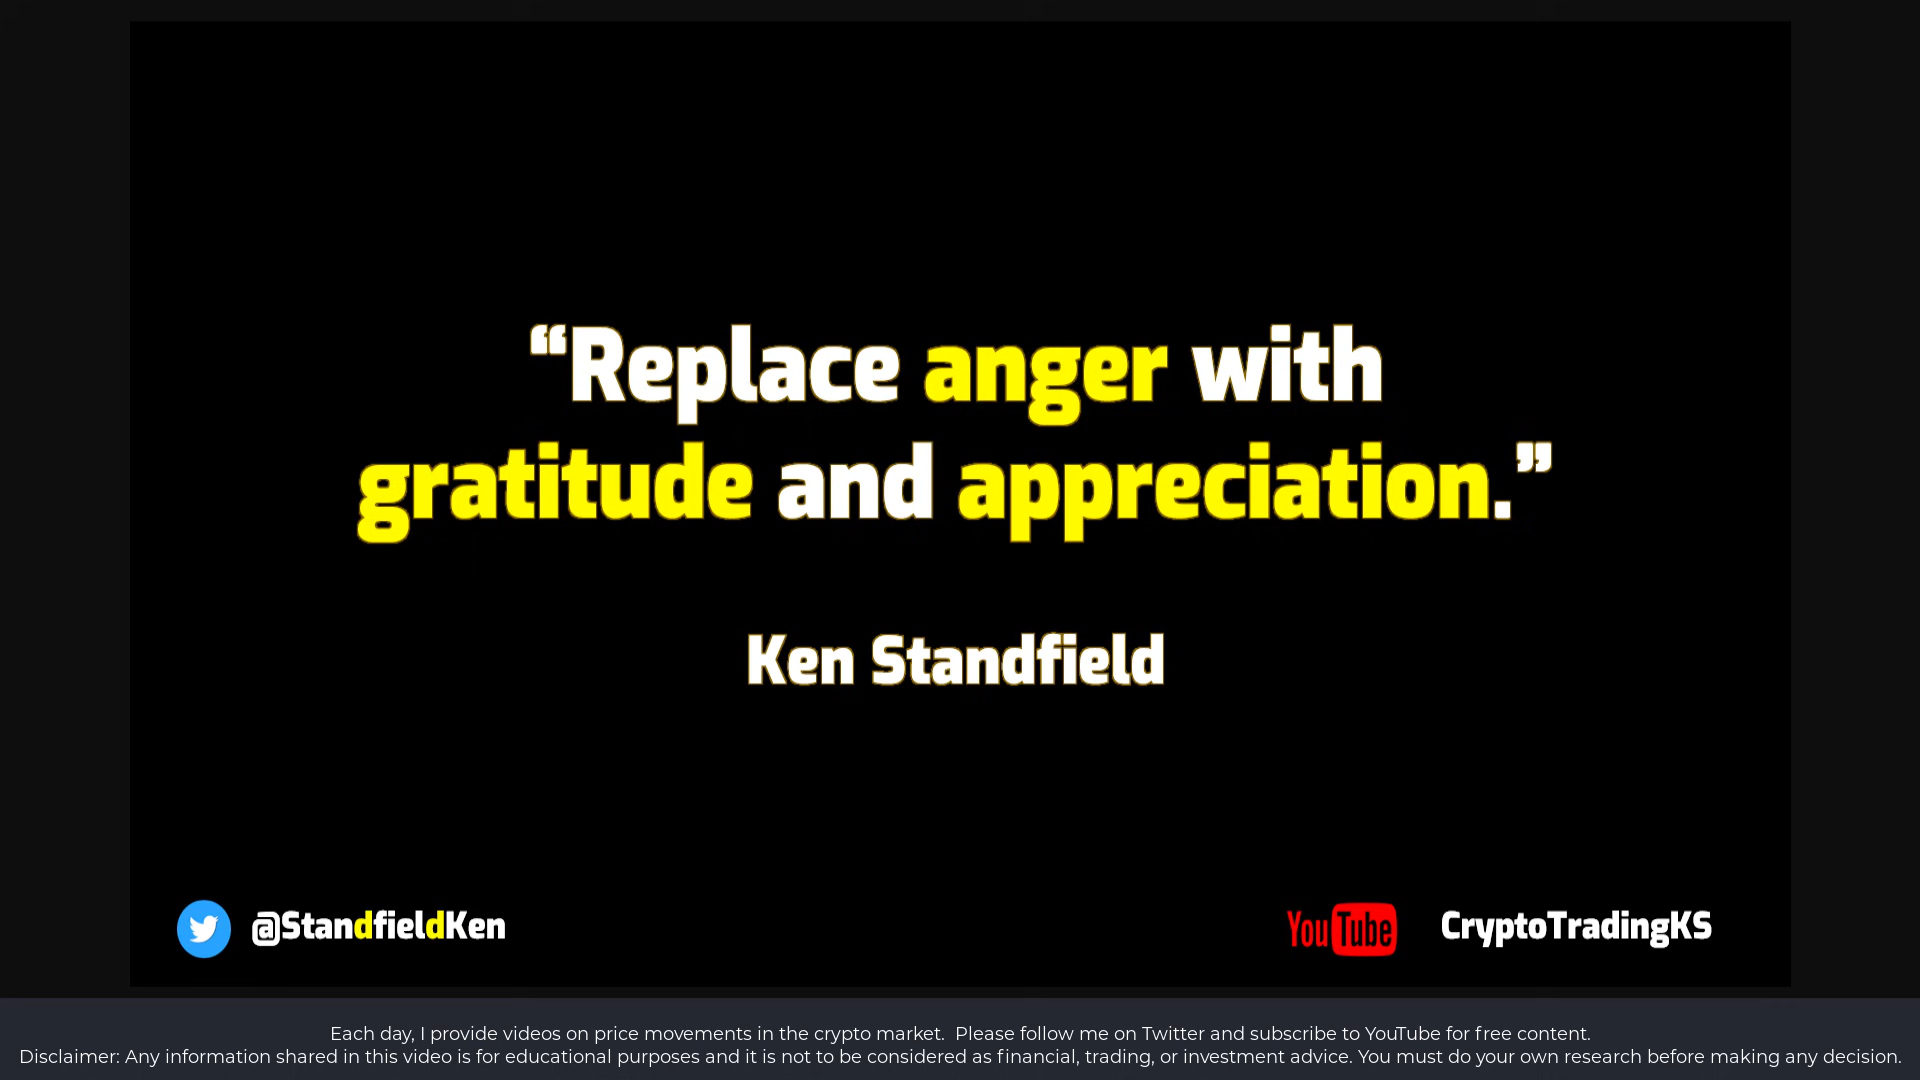 “Replace anger with
gratitude and appreciation.”
Ken Standfield
@StandfieldKen
YouTube CryptoTradingKS
Each day, I provide videos on price movements in the crypto market.  Please follow me on Twitter and subscribe to YouTube for free content.
Disclaimer: Any information shared in this video is for educational purposes and it is not to be considered as financial, trading, or investment advice. You must do your own research before making any decision.